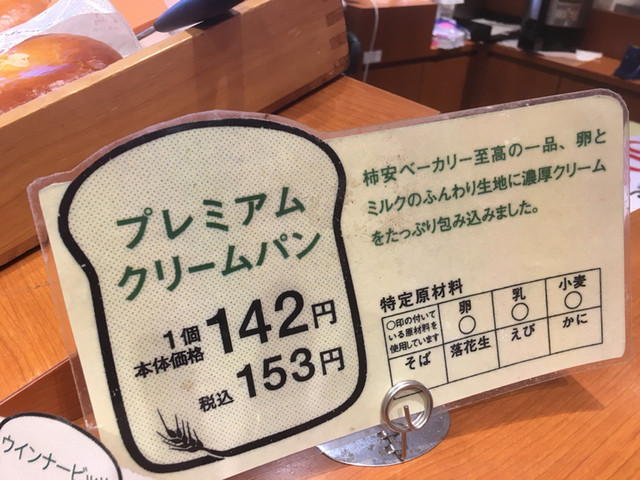 プレミアム
クリームパン
1個
本体価格
142円
税込
153円
柿安ベーカリー至高の一品、卵と
ミルクのふんわり生地に濃厚クリーム
をたっぷり包み込みました。
特定原材料
○印の付いて
いる原材料を
使用しています
卵
○
乳
○
小麦
○
そば
落花生
えび
かに
ウインナービッツ